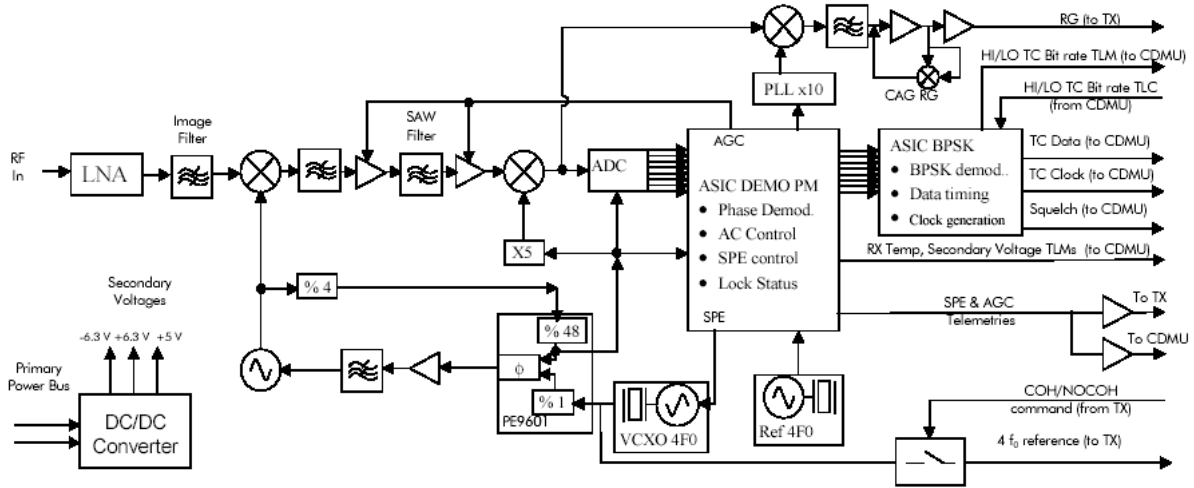 RG (to TX)
HI/LO TC Bit rate TLM (to CDMU)
PLL x10
CAG RG
HI/LO TC Bit rate TLC
(from CDMU)
Image
Filter
SAW
Filter
AGC
ASIC BPSK
TC Data (to CDMU)
RF
In
LNA
ADC
BPSK demod..
ASIC DEMO PM
Data timing
TC Clock (to CDMU)
Phase Demod.
Clock generation
Squelch (to CDMU)
AC Control
X5
SPE control
RX Temp, Secondary Voltage TLMs (to CDMU)
Lock Status
Secondary
Voltages
% 4
SPE & AGC
Telemetries
To TX
SPE
% 48
-6.3 V +6.3 V +5 V
To CDMU
Primary
Power Bus
ϕ
% 1
COH/NOCOH
command (from TX)
DC/DC
Converter
PE9601
VCXO 4F0
Ref 4F0
4 f₀ reference (to TX)